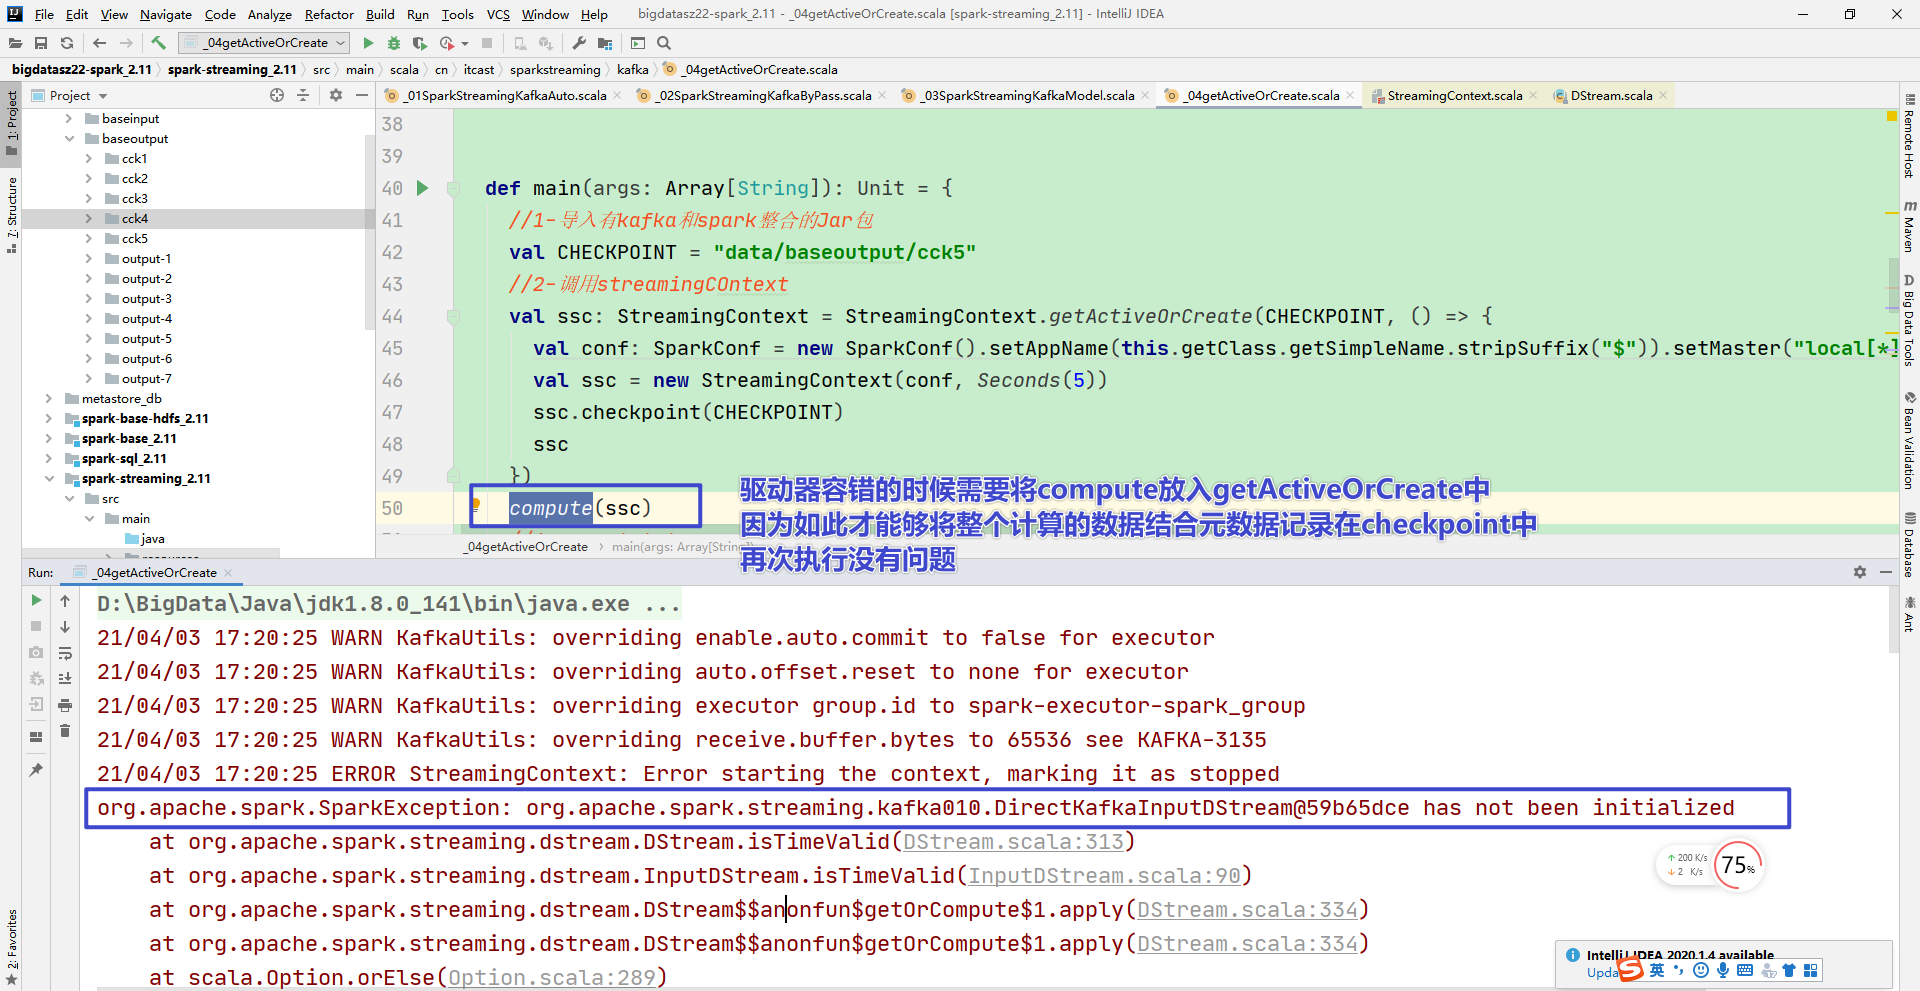 File Edit View Navigate Code Analyze Refactor Build Run Tools VCS Window Help bigdatasz22-spark_2.11 - _04getActiveOrCreate.scala [spark-streaming_2.11] - IntelliJ IDEA
_04getActiveOrCreate
bigdatasz22-spark_2.11 spark-streaming_2.11 src main scala cn itcast sparkstreaming kafka _04getActiveOrCreate.scala
Project
_01SparkStreamingKafkaAuto.scala _02SparkStreamingKafkaByPass.scala _03SparkStreamingKafkaModel.scala _04getActiveOrCreate.scala StreamingContext.scala DStream.scala
1: Project
7: Structure
2: Favorites
baseinput
baseoutput
cck1
cck2
cck3
cck4
cck5
output-1
output-2
output-3
output-4
output-5
output-6
output-7
metastore_db
spark-base-hdfs_2.11
spark-base_2.11
spark-sql_2.11
spark-streaming_2.11
src
main
java
resources
38
39
40 def main(args: Array[String]): Unit = {
41 //1-导入有kafka和spark整合的Jar包
42 val CHECKPOINT = "data/baseoutput/cck5"
43 //2-调用streamingCOntext
44 val ssc: StreamingContext = StreamingContext.getActiveOrCreate(CHECKPOINT, () => {
45 val conf: SparkConf = new SparkConf().setAppName(this.getClass.getSimpleName.stripSuffix("$")).setMaster("local[*]
46 val ssc = new StreamingContext(conf, Seconds(5))
47 ssc.checkpoint(CHECKPOINT)
48 ssc
49 })
50 compute(ssc)
驱动器容错的时候需要将compute放入getActiveOrCreate中
因为如此才能够将整个计算的数据结合元数据记录在checkpoint中
再次执行没有问题
_04getActiveOrCreate main(args: Array[String])
Remote Host
Maven
Big Data Tools
Bean Validation
Database
Ant
Run: _04getActiveOrCreate
D:\BigData\Java\jdk1.8.0_141\bin\java.exe ...
21/04/03 17:20:25 WARN KafkaUtils: overriding enable.auto.commit to false for executor
21/04/03 17:20:25 WARN KafkaUtils: overriding auto.offset.reset to none for executor
21/04/03 17:20:25 WARN KafkaUtils: overriding executor group.id to spark-executor-spark_group
21/04/03 17:20:25 WARN KafkaUtils: overriding receive.buffer.bytes to 65536 see KAFKA-3135
21/04/03 17:20:25 ERROR StreamingContext: Error starting the context, marking it as stopped
org.apache.spark.SparkException: org.apache.spark.streaming.kafka010.DirectKafkaInputDStream@59b65dce has not been initialized
at org.apache.spark.streaming.dstream.DStream.isTimeValid(DStream.scala:313)
at org.apache.spark.streaming.dstream.InputDStream.isTimeValid(InputDStream.scala:90)
at org.apache.spark.streaming.dstream.DStream$$anonfun$getOrCompute$1.apply(DStream.scala:334)
at org.apache.spark.streaming.dstream.DStream$$anonfun$getOrCompute$1.apply(DStream.scala:334)
at scala.Option.orElse(Option.scala:289)
↑ 200 K/s
↓ 2 K/s
75%
IntelliJ IDEA 2020.1.4 available
Upda
英